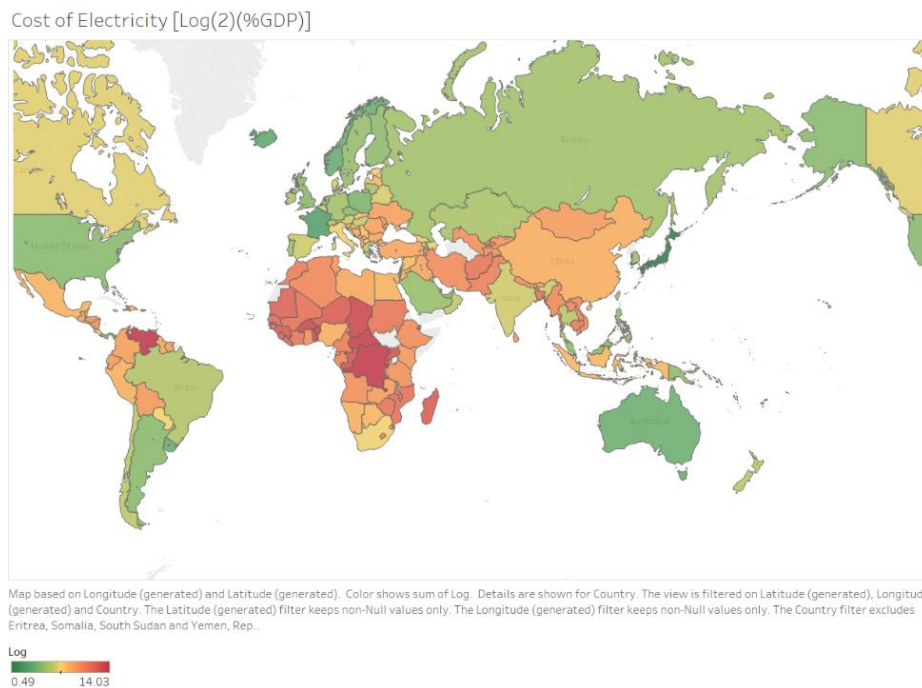 Cost of Electricity [Log(2)(%GDP)]
Russia
United States
China
India
Brazil
Australia
Map based on Longitude (generated) and Latitude (generated). Color shows sum of Log. Details are shown for Country. The view is filtered on Latitude (generated), Longitud
(generated) and Country. The Latitude (generated) filter keeps non-Null values only. The Longitude (generated) filter keeps non-Null values only. The Country filter excludes
Eritrea, Somalia, South Sudan and Yemen, Rep..
Log
0.49 14.03